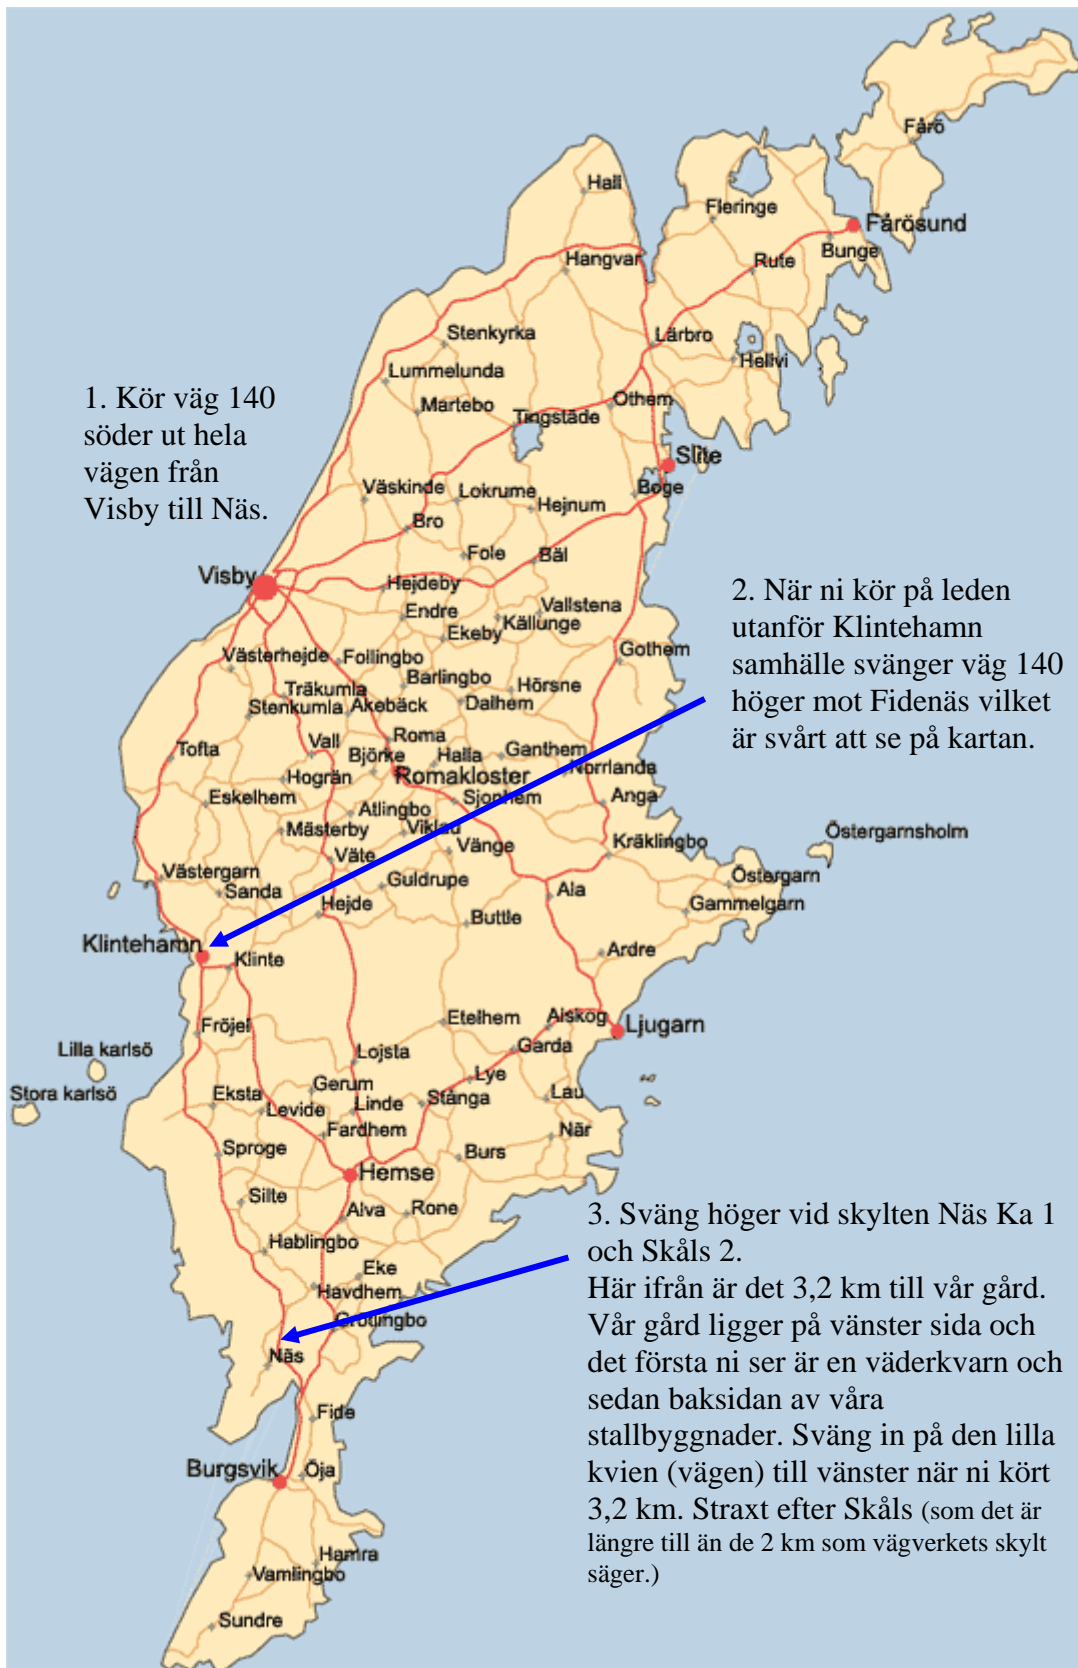 Fårö
Hall
Fleringe
Fårösund
Bunge
Hangvar
Rute
Stenkyrka
Lärbro
Hellvi
Lummelunda
1. Kör väg 140
söder ut hela
vägen från
Visby till Näs.
Martebo
Othem
Tingstäde
Slite
Väskinde
Lokrume
Boge
Hejnum
Bro
Fole
Bäl
Visby
Hejdeby
2. När ni kör på leden
utanför Klintehamn
samhälle svänger väg 140
höger mot Fidenäs vilket
är svårt att se på kartan.
Endre
Vallstena
Källunge
Ekeby
Gothem
Västerhejde
Follingbo
Barlingbo
Hörsne
Träkumla
Dalhem
Stenkumla
Akebäck
Tofta
Vall
Roma
Björke
Halla
Ganthem
Norrlanda
Hogrän
Romakloster
Eskelhem
Sjonhem
Anga
Atlingbo
Mästerby
Viklau
Vänge
Kräklingbo
Östergarnsholm
Väte
Västergarn
Sanda
Guldrupe
Östergarn
Ala
Hejde
Gammelgarn
Buttle
Klintehamn
Klinte
Ardre
Fröjel
Etelhem
Alskog
Ljugarn
Lilla karlsö
Lojsta
Garda
Stora karlsö
Eksta
Gerum
Lye
Levide
Linde
Stånga
Lau
Fardhem
När
Sproge
Burs
Hemse
Silte
Alva
Rone
3. Sväng höger vid skylten Näs Ka 1
och Skåls 2.
Här ifrån är det 3,2 km till vår gård.
Vår gård ligger på vänster sida och
det första ni ser är en väderkvarn och
sedan baksidan av våra
stallbyggnader. Sväng in på den lilla
kvien (vägen) till vänster när ni kört
3,2 km. Straxt efter Skåls (som det är
längre till än de 2 km som vägverkets skylt
säger.)
Hablingbo
Eke
Havdhem
Grötlingbo
Näs
Fide
Burgsvik
Öja
Hamra
Vamlingbo
Sundre